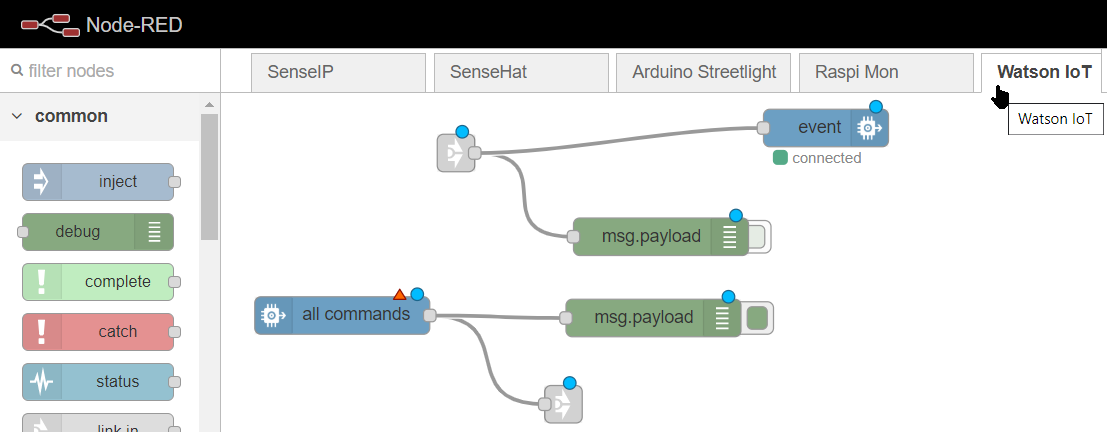 Node-RED
filter nodes
SenseIP
SenseHat
Arduino Streetlight
Raspi Mon
Watson IoT
Watson IoT
common
inject
debug
complete
catch
status
link in
event
connected
msg.payload
all commands
msg.payload